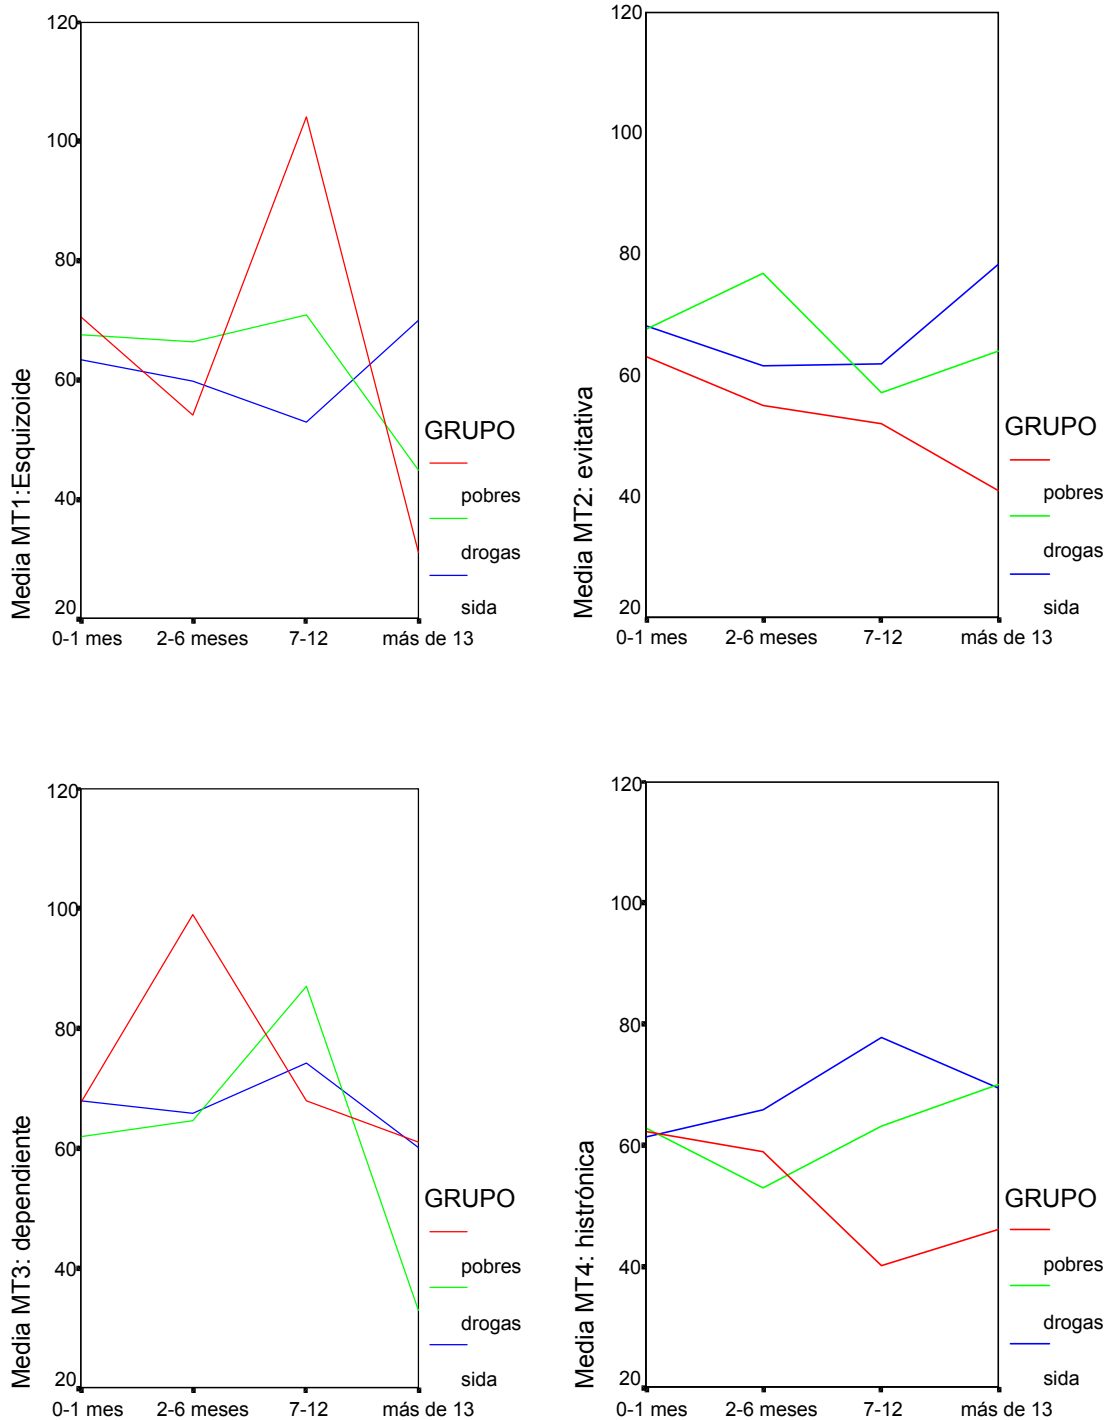 120
100
80
60
40
20
Media MT1:Esquizoide
0-1 mes 2-6 meses 7-12 más de 13
GRUPO
pobres
drogas
sida
120
100
80
60
40
20
Media MT2: evitativa
0-1 mes 2-6 meses 7-12 más de 13
GRUPO
pobres
drogas
sida
120
100
80
60
40
20
Media MT3: dependiente
0-1 mes 2-6 meses 7-12 más de 13
GRUPO
pobres
drogas
sida
120
100
80
60
40
20
Media MT4: histrónica
0-1 mes 2-6 meses 7-12 más de 13
GRUPO
pobres
drogas
sida